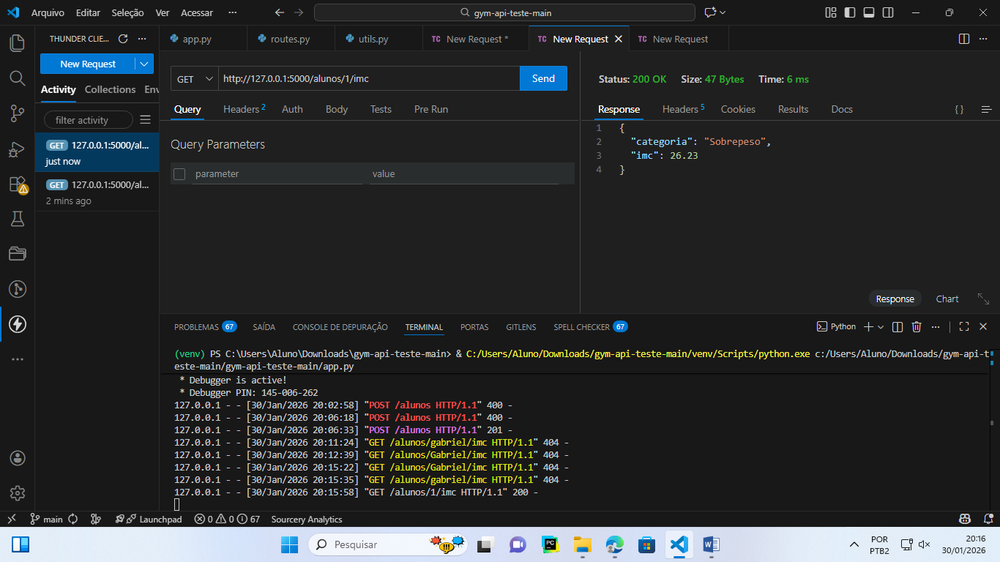 Arquivo Editar Seleção Ver Acessar ··· gym-api-teste-main
THUNDER CLIE... ···
app.py routes.py utils.py TC New Request * TC New Request TC New Request ···
New Request
Activity Collections Env
filter activity
GET 127.0.0.1:5000/al...
just now
GET 127.0.0.1:5000/al...
2 mins ago
GET http://127.0.0.1:5000/alunos/1/imc Send
Query Headers 2 Auth Body Tests Pre Run
Query Parameters
parameter value
Status: 200 OK Size: 47 Bytes Time: 6 ms
Response Headers 5 Cookies Results Docs { }
1 {
2 "categoria": "Sobrepeso",
3 "imc": 26.23
4 }
Response Chart
PROBLEMAS 67 SAÍDA CONSOLE DE DEPURAÇÃO TERMINAL PORTAS GITLENS SPELL CHECKER 67 Python ···
(venv) PS C:\Users\Aluno\Downloads\gym-api-teste-main> & C:/Users/Aluno/Downloads/gym-api-teste-main/venv/Scripts/python.exe c:/Users/Aluno/Downloads/gym-api-t
este-main/gym-api-teste-main/app.py
* Debugger is active!
* Debugger PIN: 145-006-262
127.0.0.1 - - [30/Jan/2026 20:02:58] "POST /alunos HTTP/1.1" 400 -
127.0.0.1 - - [30/Jan/2026 20:06:18] "POST /alunos HTTP/1.1" 400 -
127.0.0.1 - - [30/Jan/2026 20:06:33] "POST /alunos HTTP/1.1" 201 -
127.0.0.1 - - [30/Jan/2026 20:11:24] "GET /alunos/gabriel/imc HTTP/1.1" 404 -
127.0.0.1 - - [30/Jan/2026 20:12:39] "GET /alunos/Gabriel/imc HTTP/1.1" 404 -
127.0.0.1 - - [30/Jan/2026 20:15:22] "GET /alunos/Gabriel/imc HTTP/1.1" 404 -
127.0.0.1 - - [30/Jan/2026 20:15:35] "GET /alunos/gabriel/imc HTTP/1.1" 404 -
127.0.0.1 - - [30/Jan/2026 20:15:58] "GET /alunos/1/imc HTTP/1.1" 200 -
main Launchpad 0 0 67 Sourcery Analytics
Pesquisar
PC
POR
PTB2
20:16
30/01/2026